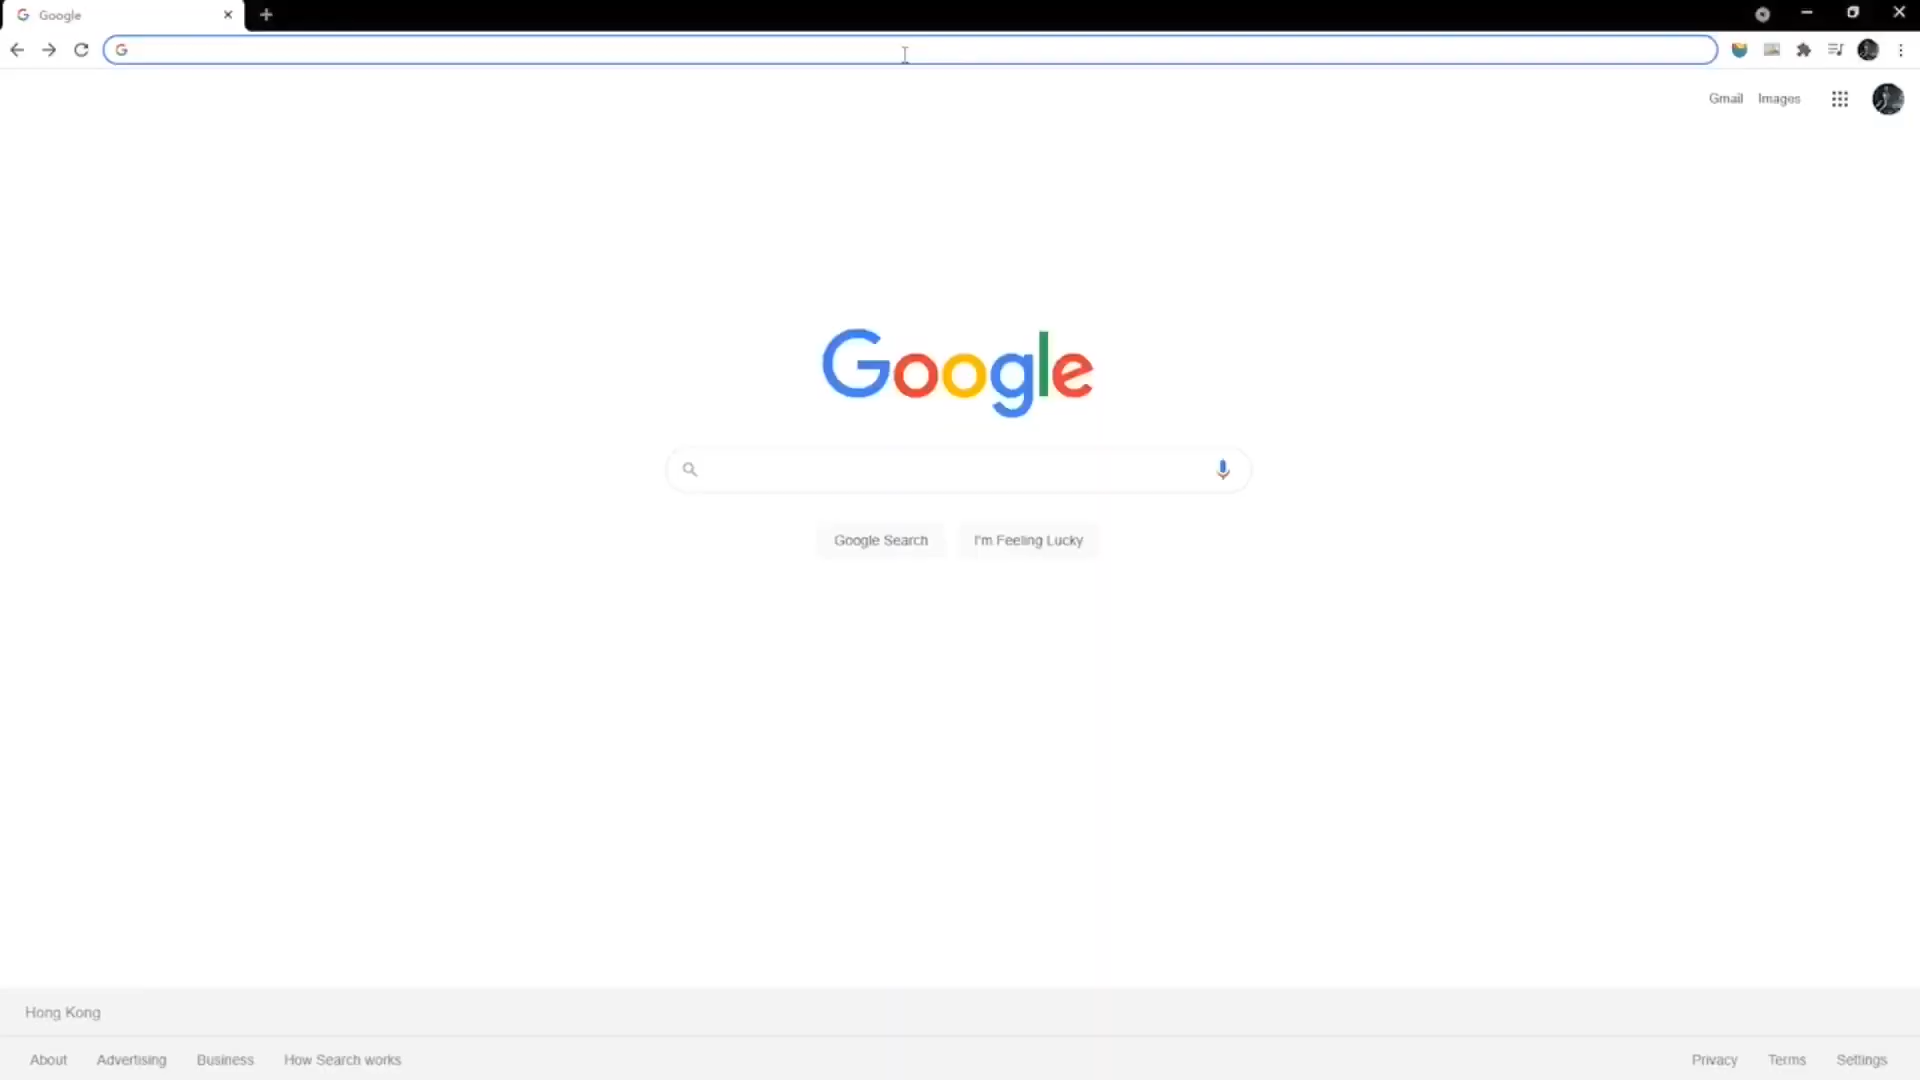 Google
Gmail Images
Google
Google Search I'm Feeling Lucky
Hong Kong
About Advertising Business How Search works Privacy Terms Settings